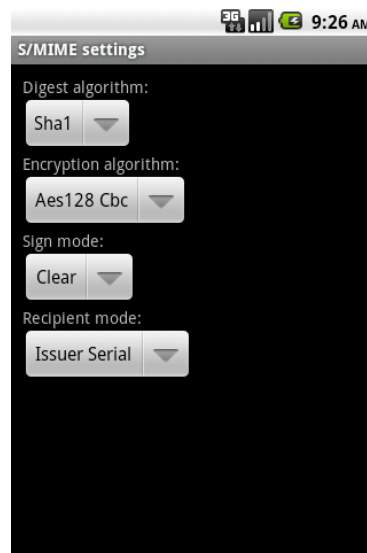 3G 9:26 AM
S/MIME settings
Digest algorithm:
Sha1
Encryption algorithm:
Aes128 Cbc
Sign mode:
Clear
Recipient mode:
Issuer Serial